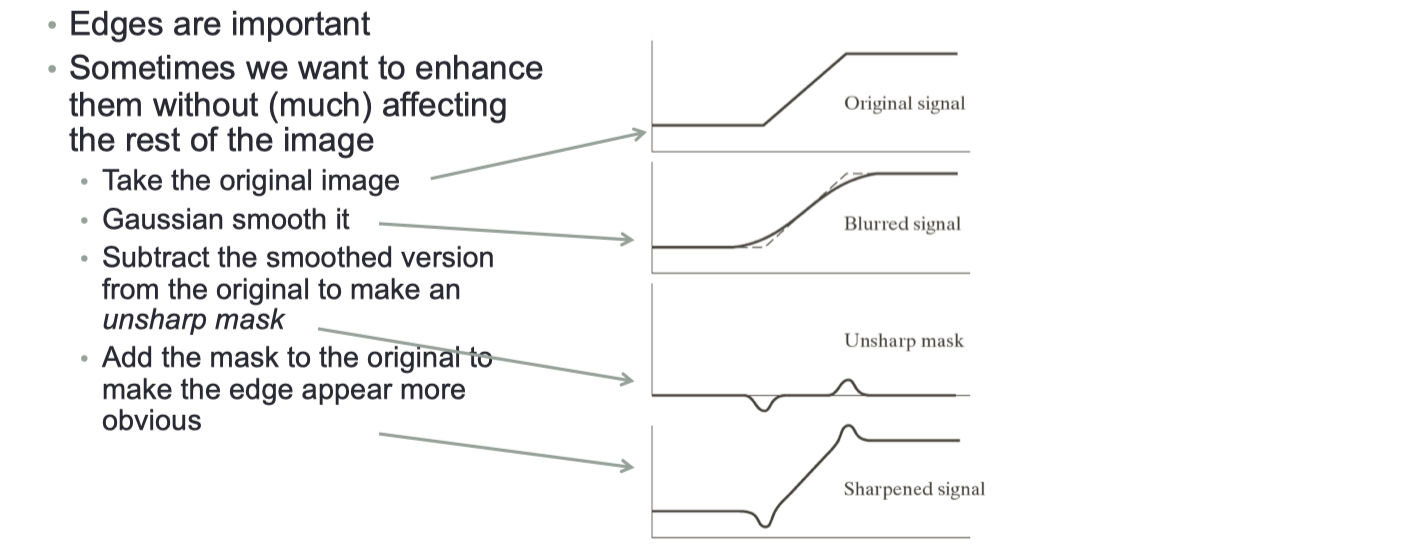 Edges are important
Sometimes we want to enhance
them without (much) affecting
the rest of the image
Take the original image
Gaussian smooth it
Subtract the smoothed version
from the original to make an
unsharp mask
Add the mask to the original to
make the edge appear more
obvious
Original signal
Blurred signal
Unsharp mask
Sharpened signal